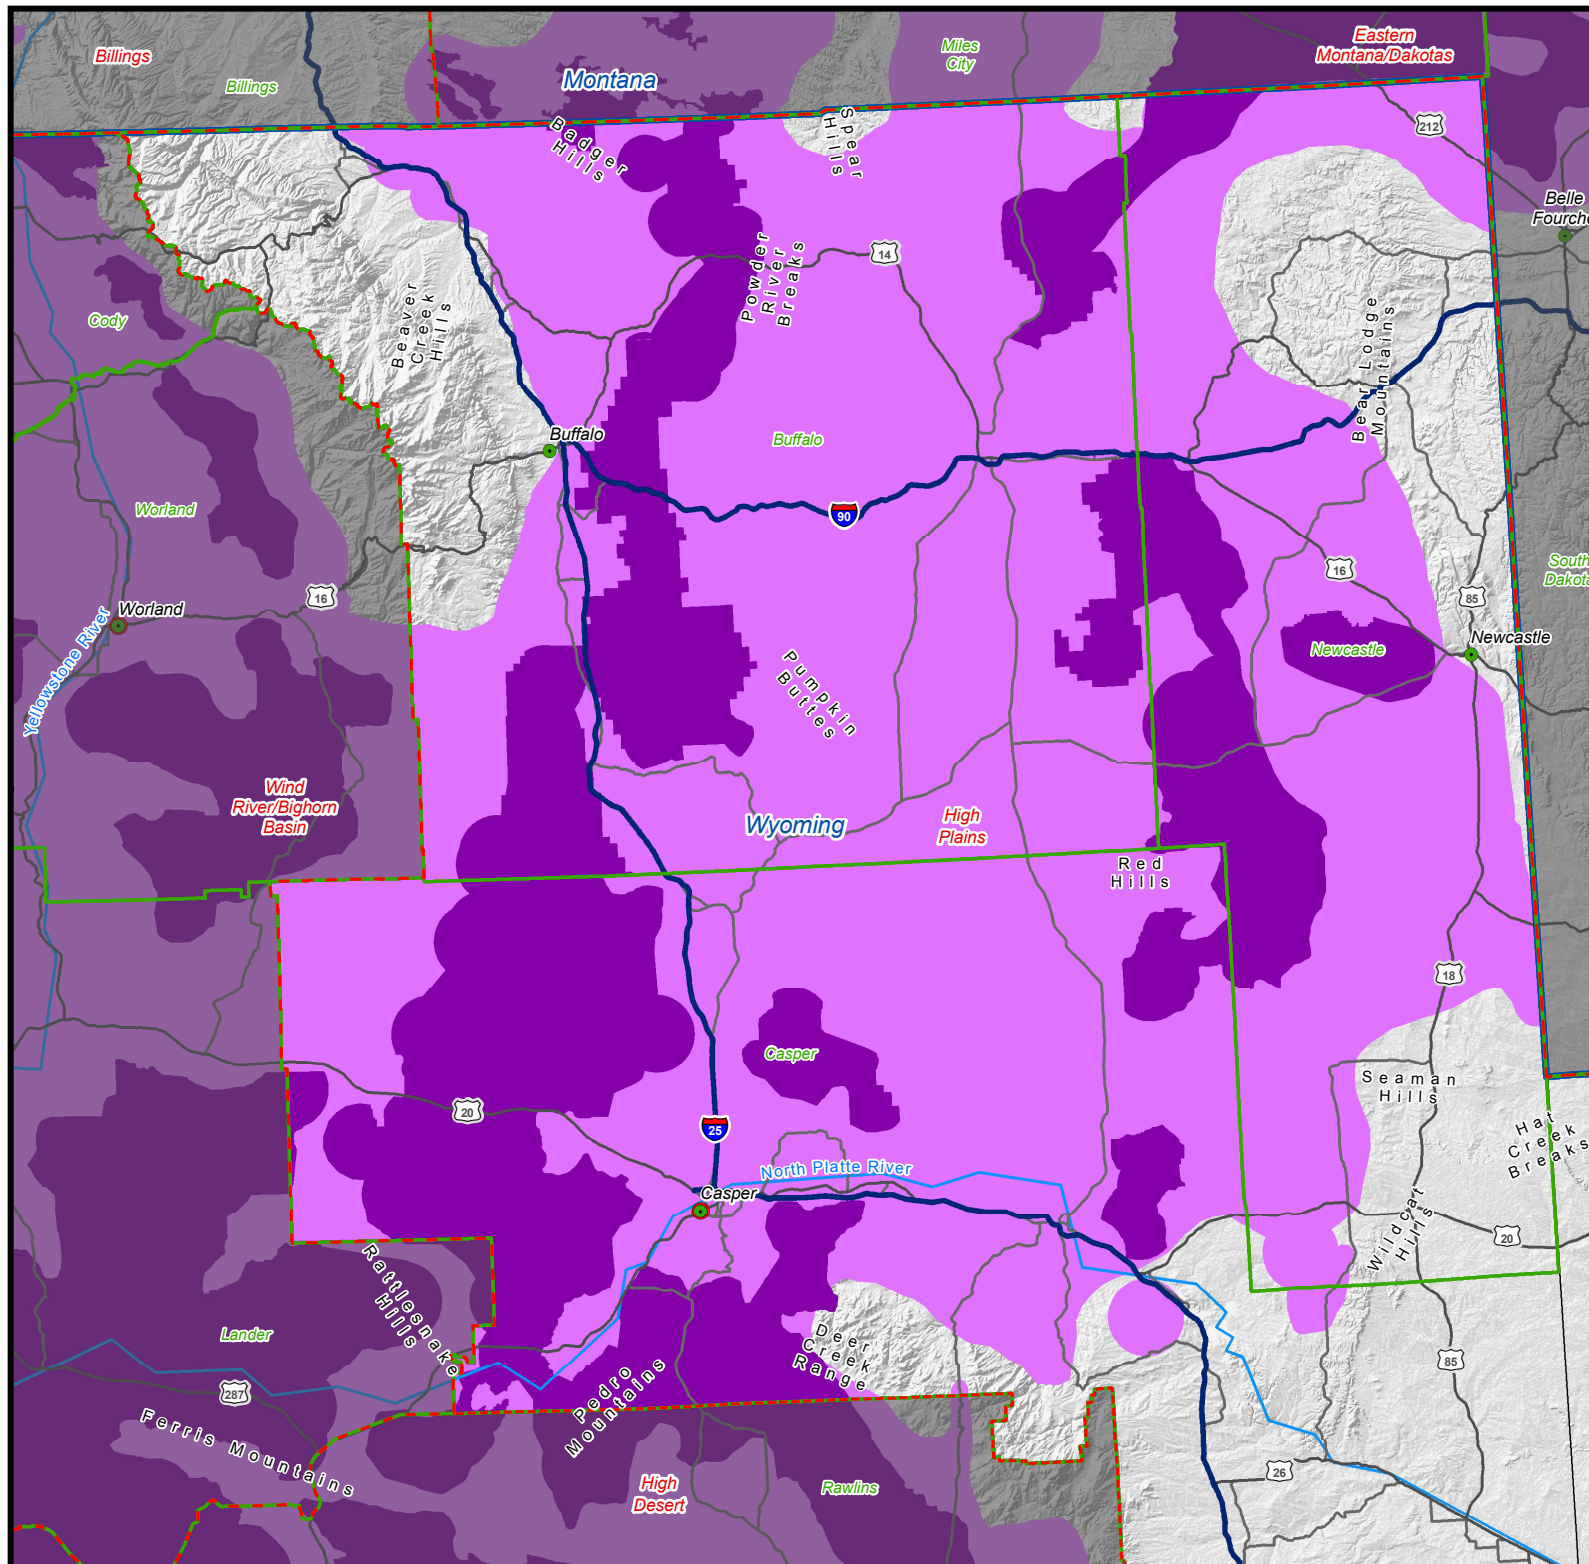 Billings
Billings
Montana
Miles
City
Eastern
Montana/Dakotas
Badger
Hills
Spear
Hills
212
Belle
Fourche
14
Powder
River
Breaks
Cody
Beaver
Creek
Hills
Bear Lodge
Mountains
Buffalo
Buffalo
Worland
90
16
16
South
Dakota
85
Worland
Yellowstone River
Newcastle
Newcastle
Pumpkin
Buttes
Wind
River/Bighorn
Basin
Wyoming
High
Plains
Red
Hills
18
Casper
Seaman
Hills
20
25
Hat
Creek
Breaks
North Platte River
Casper
Wildcat
Hills
20
Rattlesnake
Hills
Lander
Deer
Creek
Range
85
287
Pedro
Mountains
Ferris Mountains
26
High
Desert
Rawlins